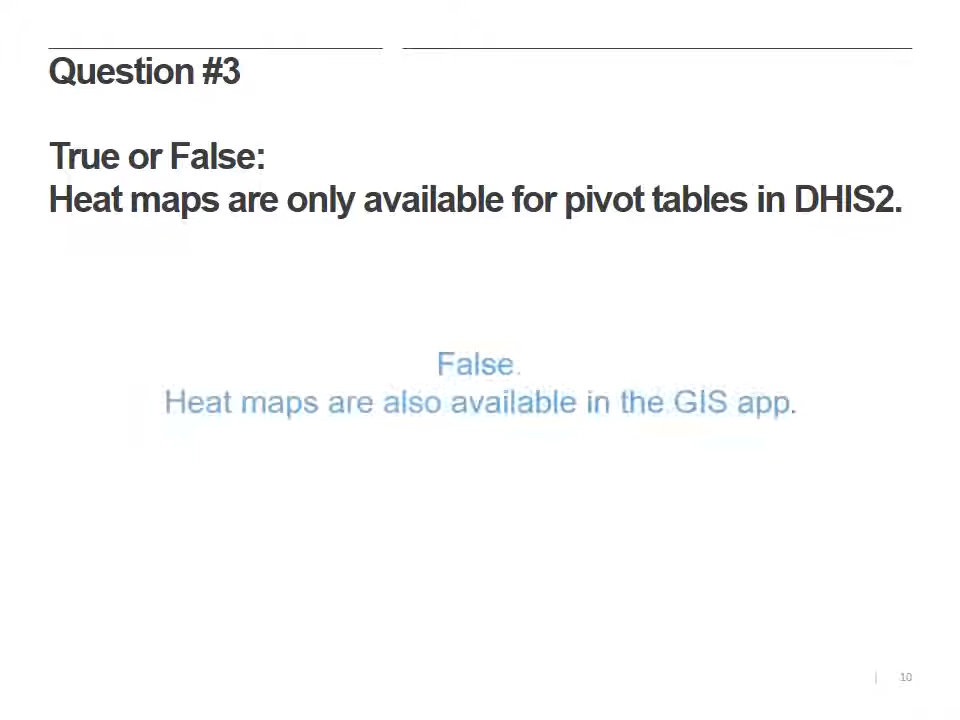 Question #3
True or False:
Heat maps are only available for pivot tables in DHIS2.
False.
Heat maps are also available in the GIS app.
| 10